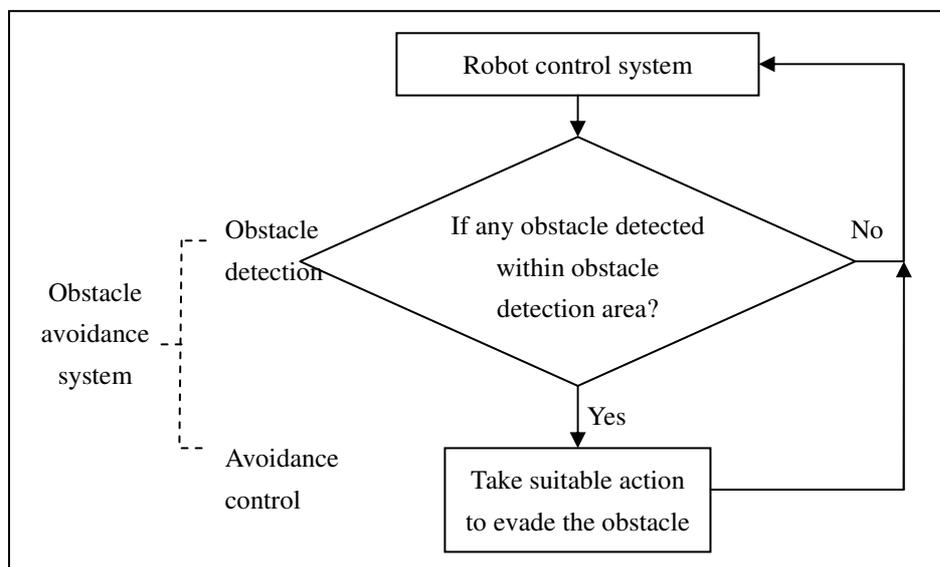 Robot control system
If any obstacle detected
within obstacle
detection area?
No
Obstacle
detection
Obstacle
avoidance
system
Yes
Avoidance
control
Take suitable action
to evade the obstacle